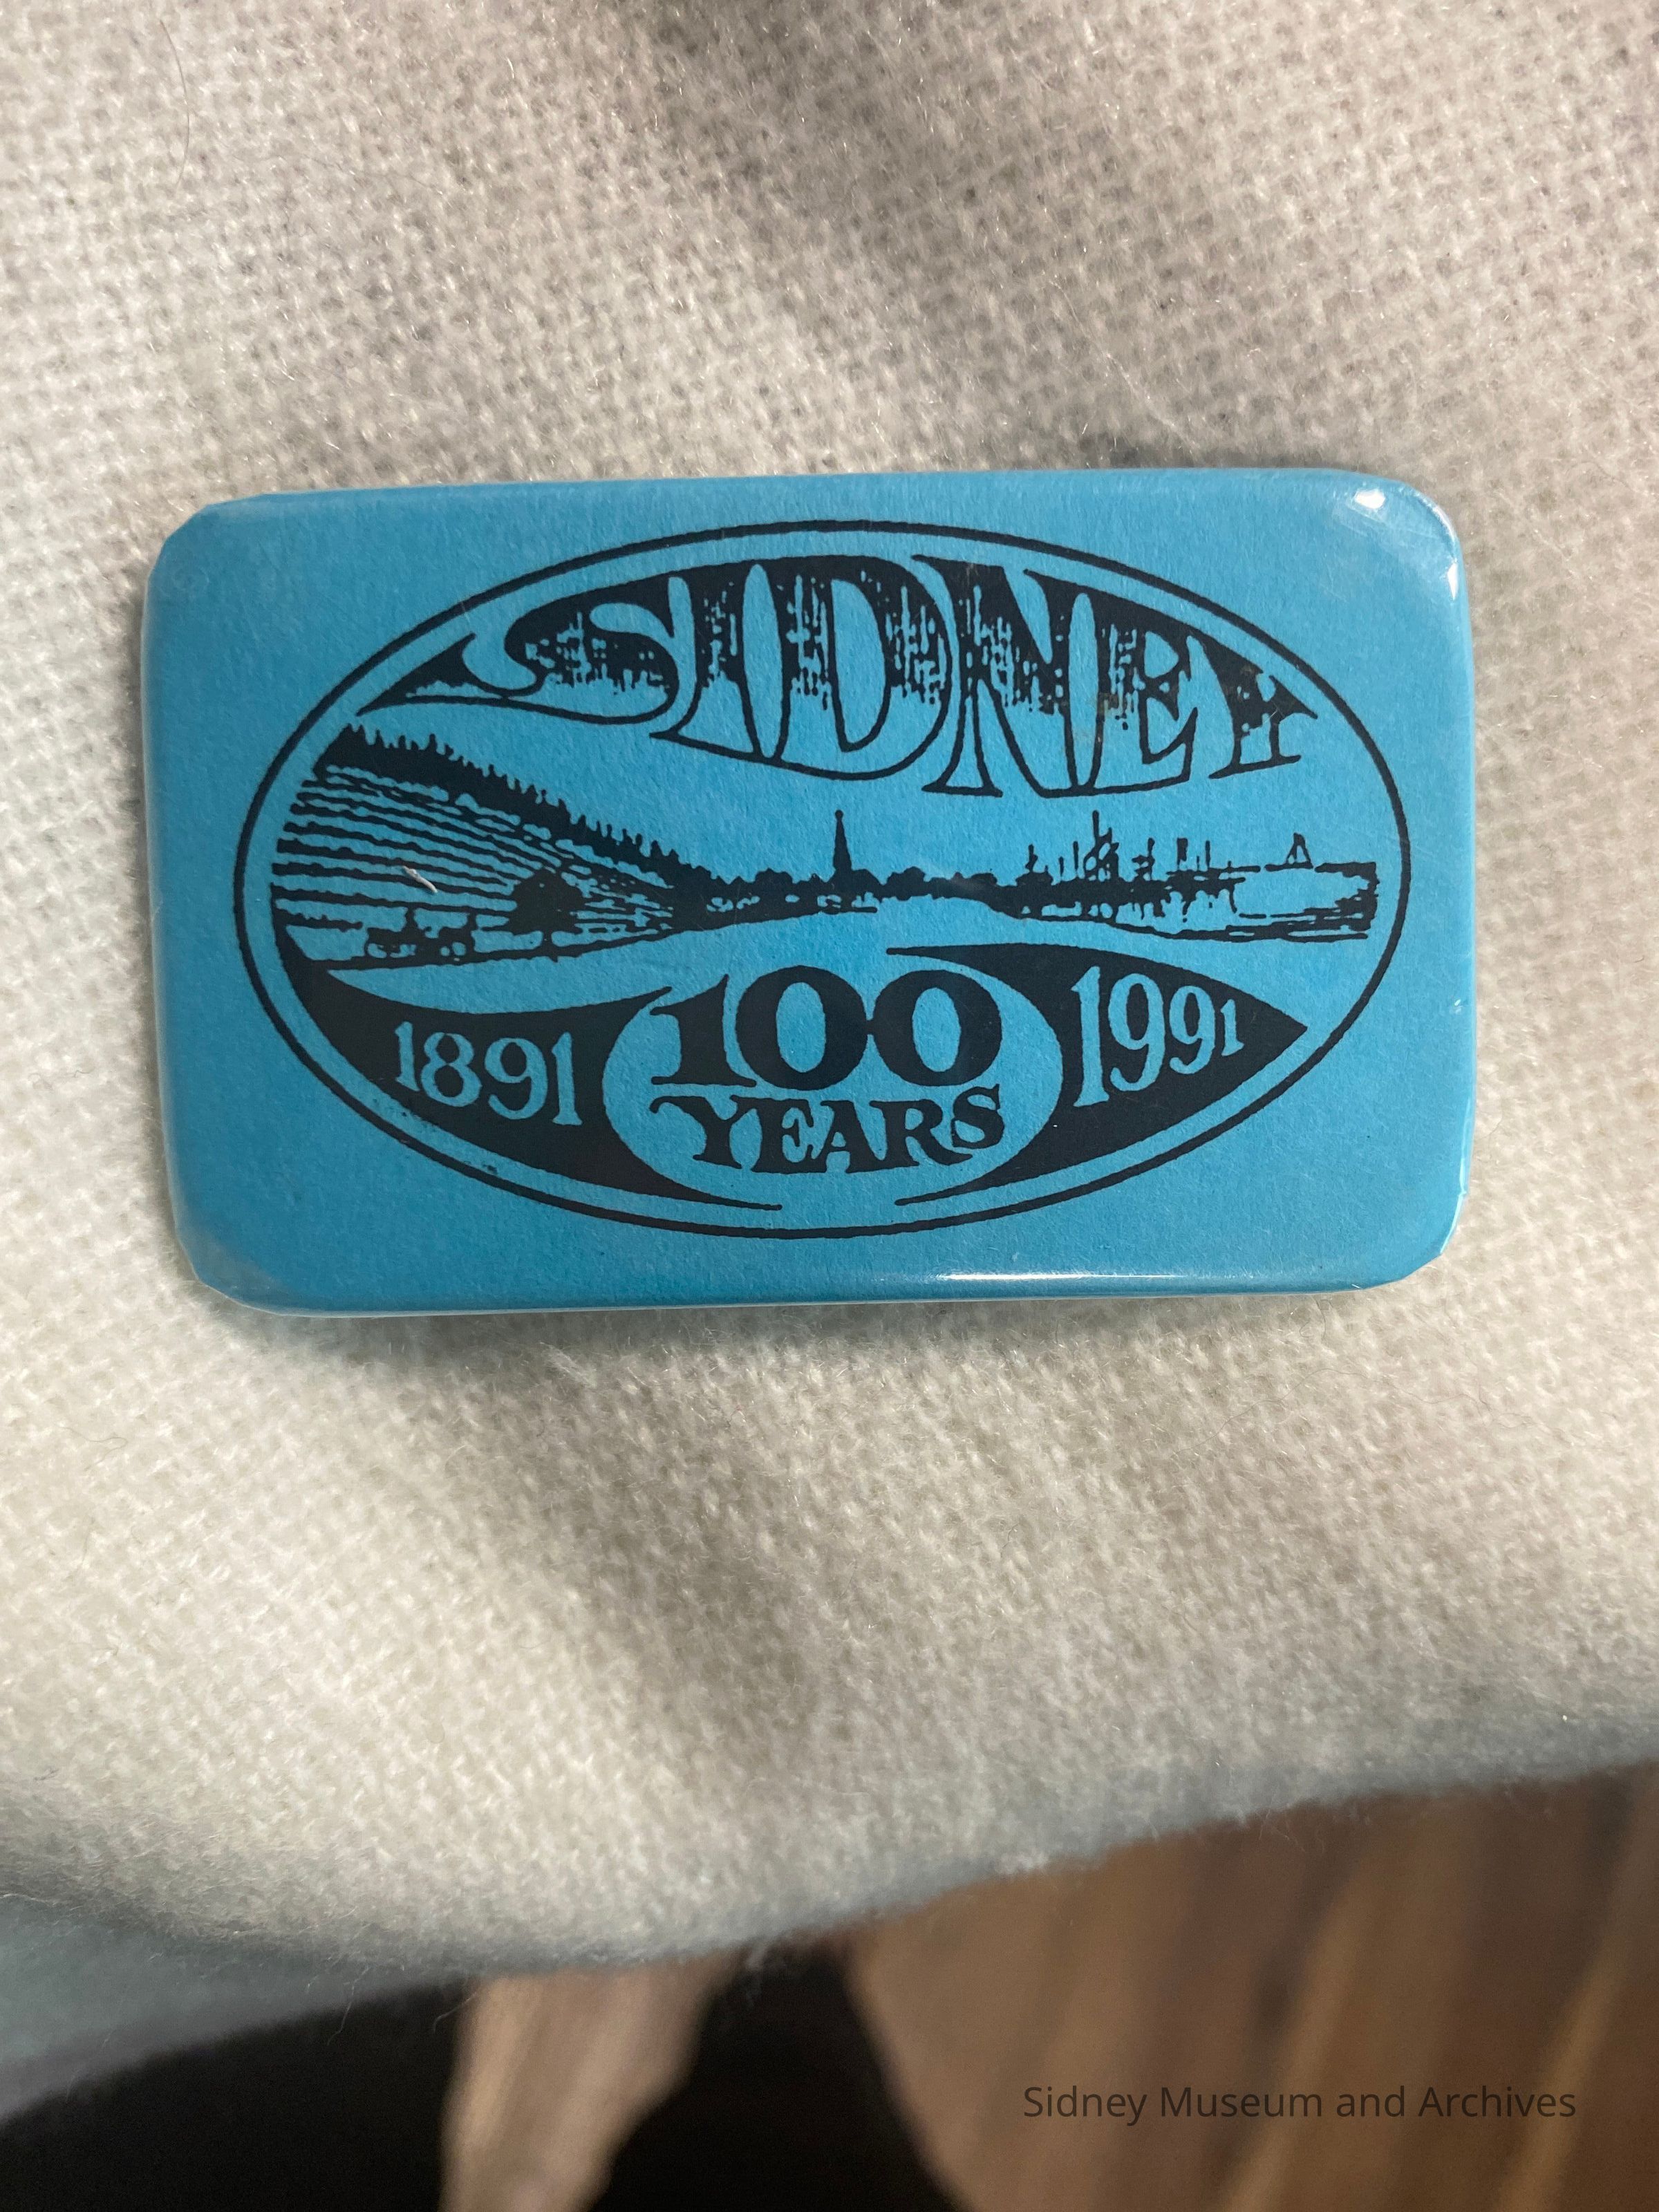 SIDNEY
1891 100 1991
YEARS
Sidney Museum and Archives